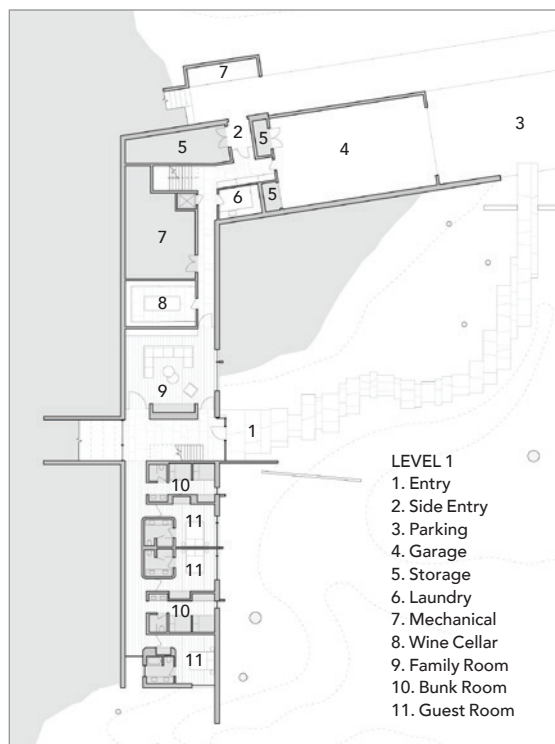 7
2
5
3
5
4
6
5
7
8
9
1
LEVEL 1
1. Entry
10
2. Side Entry
3. Parking
11
4. Garage
5. Storage
11
6. Laundry
7. Mechanical
10
8. Wine Cellar
9. Family Room
11
10. Bunk Room
11. Guest Room